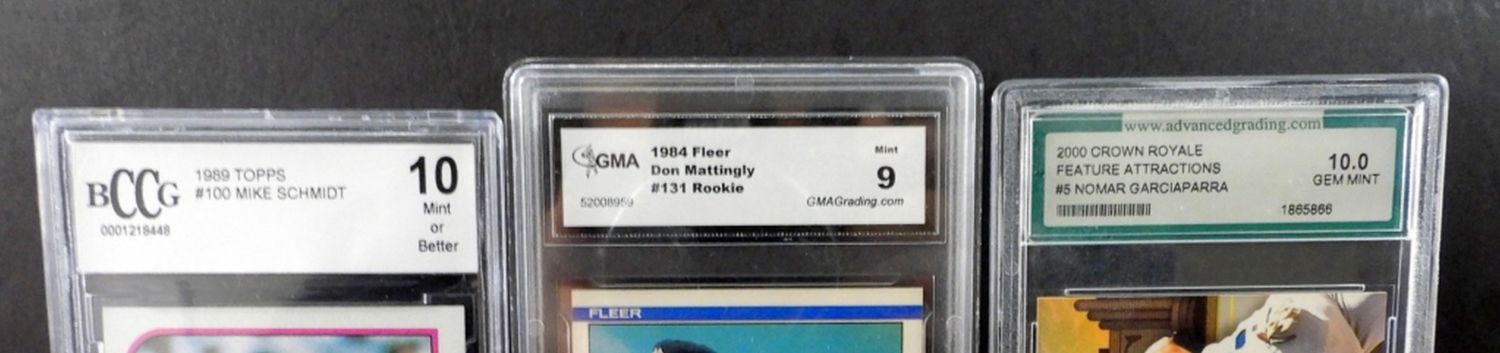 BCCG
1989 TOPPS
#100 MIKE SCHMIDT
0001218448
10
Mint
or
Better
GMA
1984 Fleer
Don Mattingly
#131 Rookie
Mint
9
52008959
GMAGrading.com
FLEER
www.advancedgrading.com
2000 CROWN ROYALE
FEATURE ATTRACTIONS
#5 NOMAR GARCIAPARRA
10.0
GEM MINT
1865866